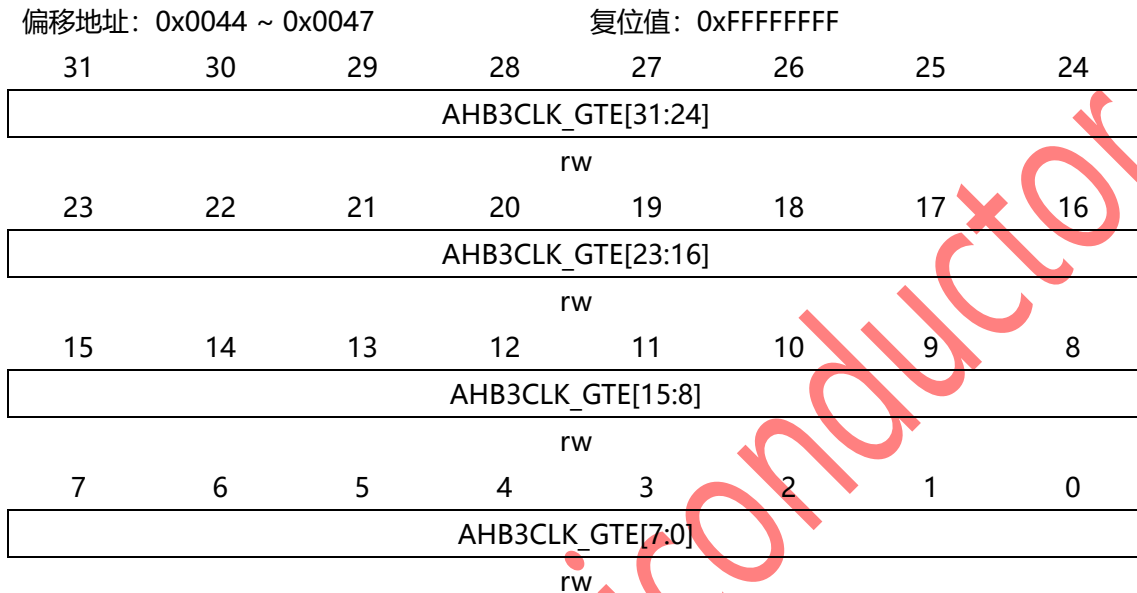 偏移地址：0x0044 ~ 0x0047 复位值：0xFFFFFFFF
31 30 29 28 27 26 25 24
AHB3CLK_GTE[31:24]
rw
23 22 21 20 19 18 17 16
AHB3CLK_GTE[23:16]
rw
15 14 13 12 11 10 9 8
AHB3CLK_GTE[15:8]
rw
7 6 5 4 3 2 1 0
AHB3CLK_GTE[7:0]
rw
iconductor